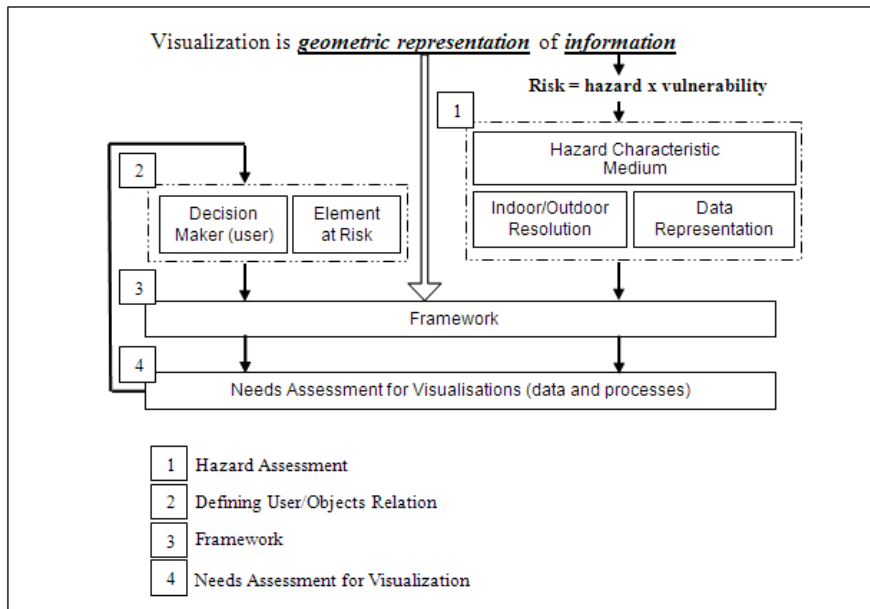 Visualization is geometric representation of information
Risk = hazard x vulnerability
1
Hazard Characteristic
Medium
2
Decision
Maker (user)
Element
at Risk
Indoor/Outdoor
Resolution
Data
Representation
3
Framework
4
Needs Assessment for Visualisations (data and processes)
1 Hazard Assessment
2 Defining User/Objects Relation
3 Framework
4 Needs Assessment for Visualization